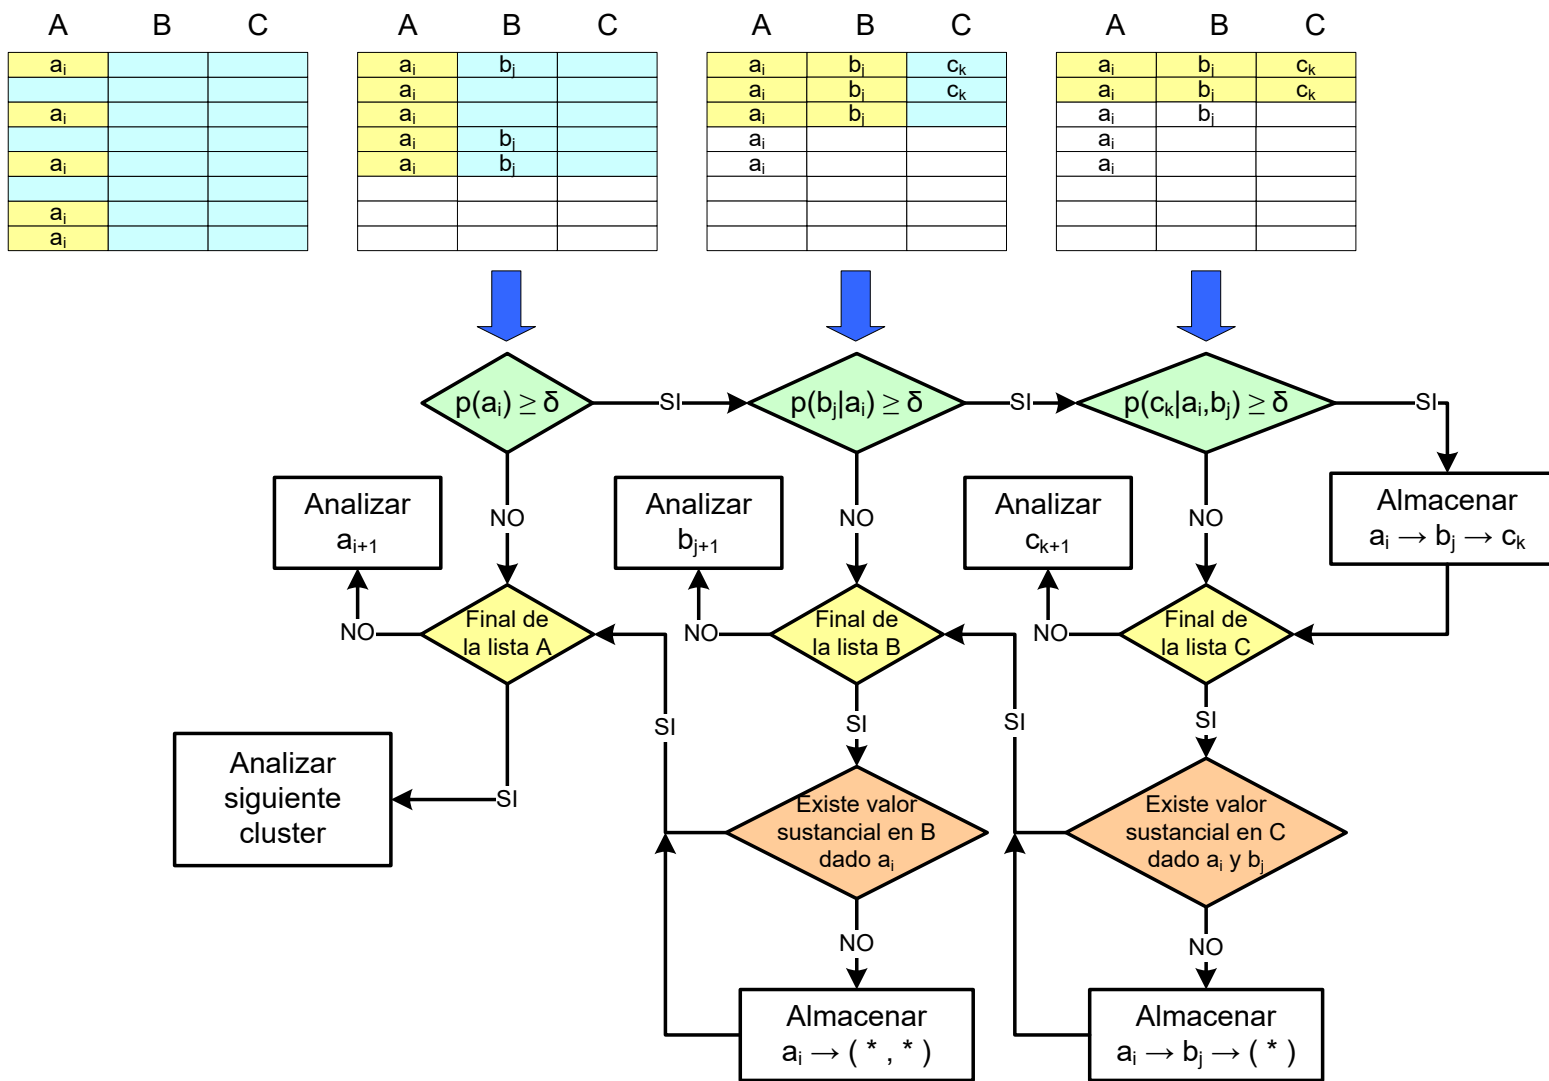 A B C A B C A B C A B C
aᵢ aᵢ bⱼ aᵢ bⱼ cₖ aᵢ bⱼ cₖ
aᵢ aᵢ bⱼ cₖ aᵢ bⱼ cₖ
aᵢ aᵢ aᵢ bⱼ aᵢ bⱼ
aᵢ bⱼ aᵢ aᵢ
aᵢ aᵢ bⱼ aᵢ aᵢ
aᵢ
aᵢ
p(aᵢ) ≥ δ
SI
p(bⱼ|aᵢ) ≥ δ
SI
p(cₖ|aᵢ,bⱼ) ≥ δ
SI
Analizar
aᵢ₊₁
NO
Analizar
bⱼ₊₁
NO
Analizar
cₖ₊₁
NO
Almacenar
aᵢ → bⱼ → cₖ
NO
Final de
la lista A
NO
Final de
la lista B
NO
Final de
la lista C
SI
SI
SI
SI
Analizar
siguiente
cluster
SI
Existe valor
sustancial en B
dado aᵢ
Existe valor
sustancial en C
dado aᵢ y bⱼ
NO
NO
Almacenar
aᵢ → ( * , * )
Almacenar
aᵢ → bⱼ → ( * )